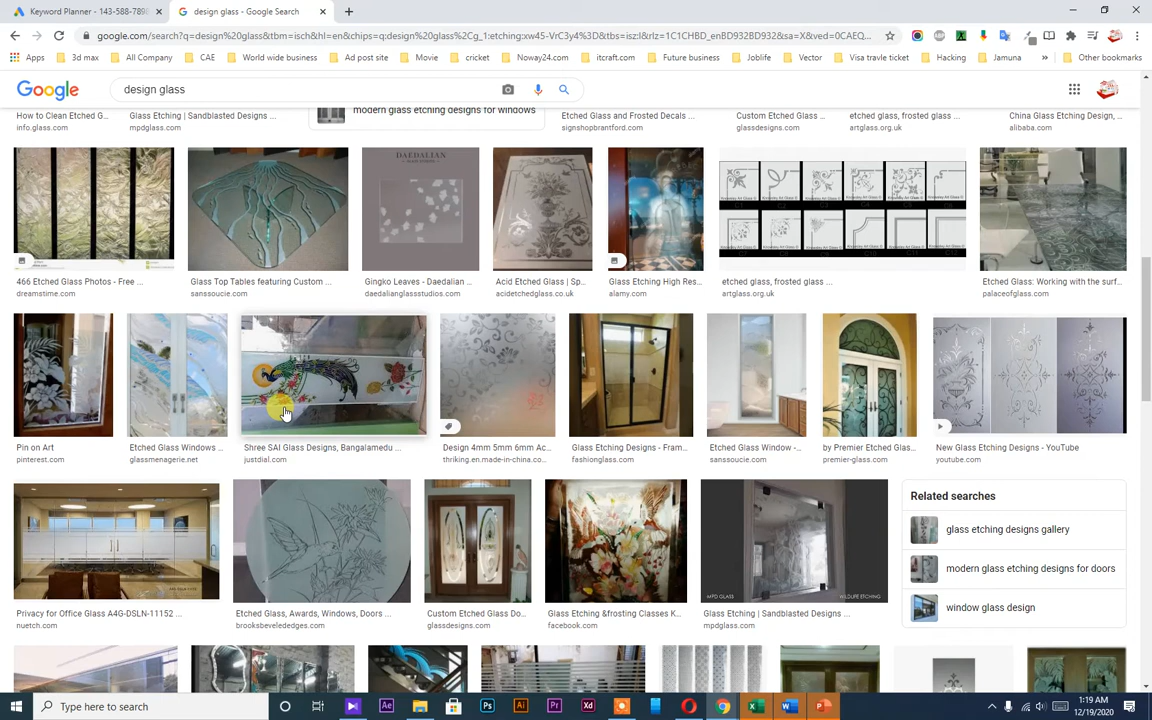 Keyword Planner - 143-588-7898
design glass - Google Search
google.com/search?q=design%20glass&tbm=isch&hl=en&chips=q:design%20glass%2Cg_1:etching:xw45-VrC3y4%3D&tbs=isz:l&rlz=1C1CHBD_enBD932BD932&sa=X&ved=0CAEQ...
Apps
3d max
All Company
CAE
World wide business
Ad post site
Movie
cricket
Noway24.com
itcraft.com
Future business
Joblife
Vector
Visa travle ticket
Hacking
Jamuna
»
Other bookmarks
Google
design glass
How to Clean Etched G...
info.glass.com
Glass Etching | Sandblasted Designs ...
mpdglass.com
modern glass etching designs for windows
Etched Glass and Frosted Decals ...
signshopbrantford.com
Custom Etched Glass ...
glassdesigns.com
etched glass, frosted glass ...
artglass.org.uk
China Glass Etching Design, ...
alibaba.com
DAEDALIAN
466 Etched Glass Photos - Free ...
dreamstime.com
Glass Top Tables featuring Custom ...
sanssoucie.com
Gingko Leaves - Daedalian ...
daedalianglassstudios.com
Acid Etched Glass | Sp...
acidetchedglass.co.uk
Glass Etching High Res...
alamy.com
etched glass, frosted glass ...
artglass.org.uk
Etched Glass: Working with the surf...
palaceofglass.com
Pin on Art
pinterest.com
Etched Glass Windows ...
glassmenagerie.net
Shree SAI Glass Designs, Bangalamedu ...
justdial.com
Design 4mm 5mm 6mm Ac...
thriking.en.made-in-china.co...
Glass Etching Designs - Fram...
fashionglass.com
Etched Glass Window -...
sanssoucie.com
by Premier Etched Glas...
premier-glass.com
New Glass Etching Designs - YouTube
youtube.com
Privacy for Office Glass A4G-DSLN-11152 ...
nuetch.com
Etched Glass, Awards, Windows, Doors ...
brooksbevelededges.com
Custom Etched Glass Do...
glassdesigns.com
Glass Etching &frosting Classes K...
facebook.com
MPD GLASS
WILDLIFE ETCHING
Glass Etching | Sandblasted Designs ...
mpdglass.com
Related searches
glass etching designs gallery
modern glass etching designs for doors
window glass design
Type here to search
Ae
Ps
Ai
Pr
Xd
1:19 AM
12/19/2020